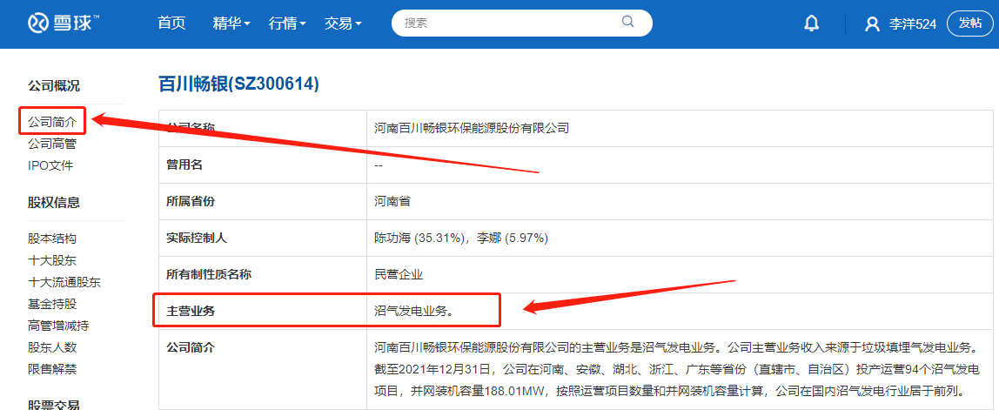 雪球™ 首页 精华 行情 交易 搜索 李洋524 发帖
公司概况
公司简介
公司高管
IPO文件
股权信息
股本结构
十大股东
十大流通股东
基金持股
高管增减持
股东人数
限售解禁
股票交易
百川畅银(SZ300614)
公司名称 河南百川畅银环保能源股份有限公司
曾用名 --
所属省份 河南省
实际控制人 陈功海 (35.31%)，李娜 (5.97%)
所有制性质名称 民营企业
主营业务 沼气发电业务。
公司简介 河南百川畅银环保能源股份有限公司的主营业务是沼气发电业务。公司主营业务收入来源于垃圾填埋气发电业务。
截至2021年12月31日，公司在河南、安徽、湖北、浙江、广东等省份（直辖市、自治区）投产运营94个沼气发电
项目，并网装机容量188.01MW，按照运营项目数量和并网装机容量计算，公司在国内沼气发电行业居于前列。